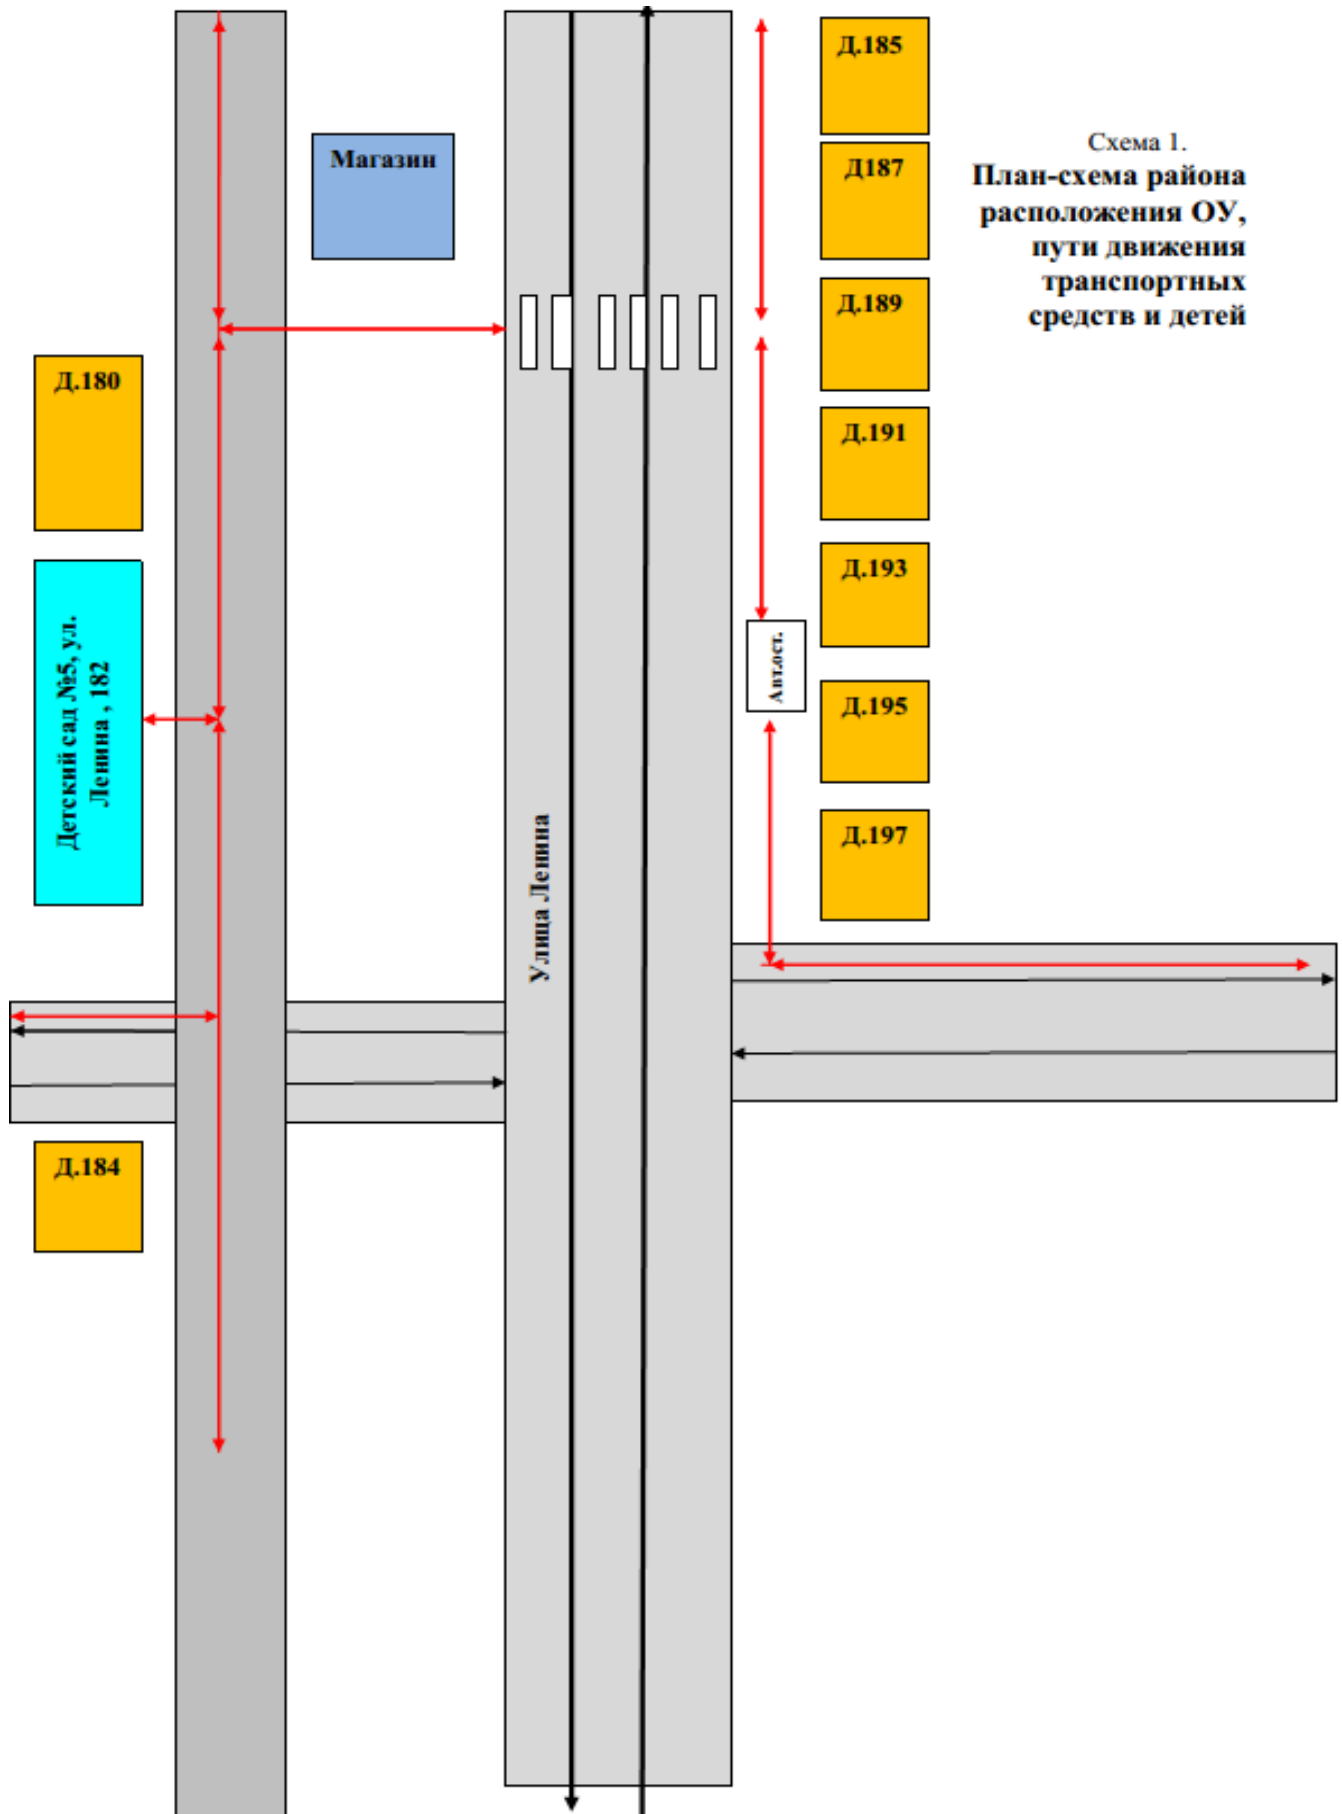 Д.185
Схема 1.
План-схема района
расположения ОУ,
пути движения
транспортных
средств и детей
Магазин
Д187
Д.189
Д.180
Д.191
Д.193
Детский сад №5, ул.
Ленина , 182
Авт.ост.
Д.195
Д.197
Улица Ленина
Д.184